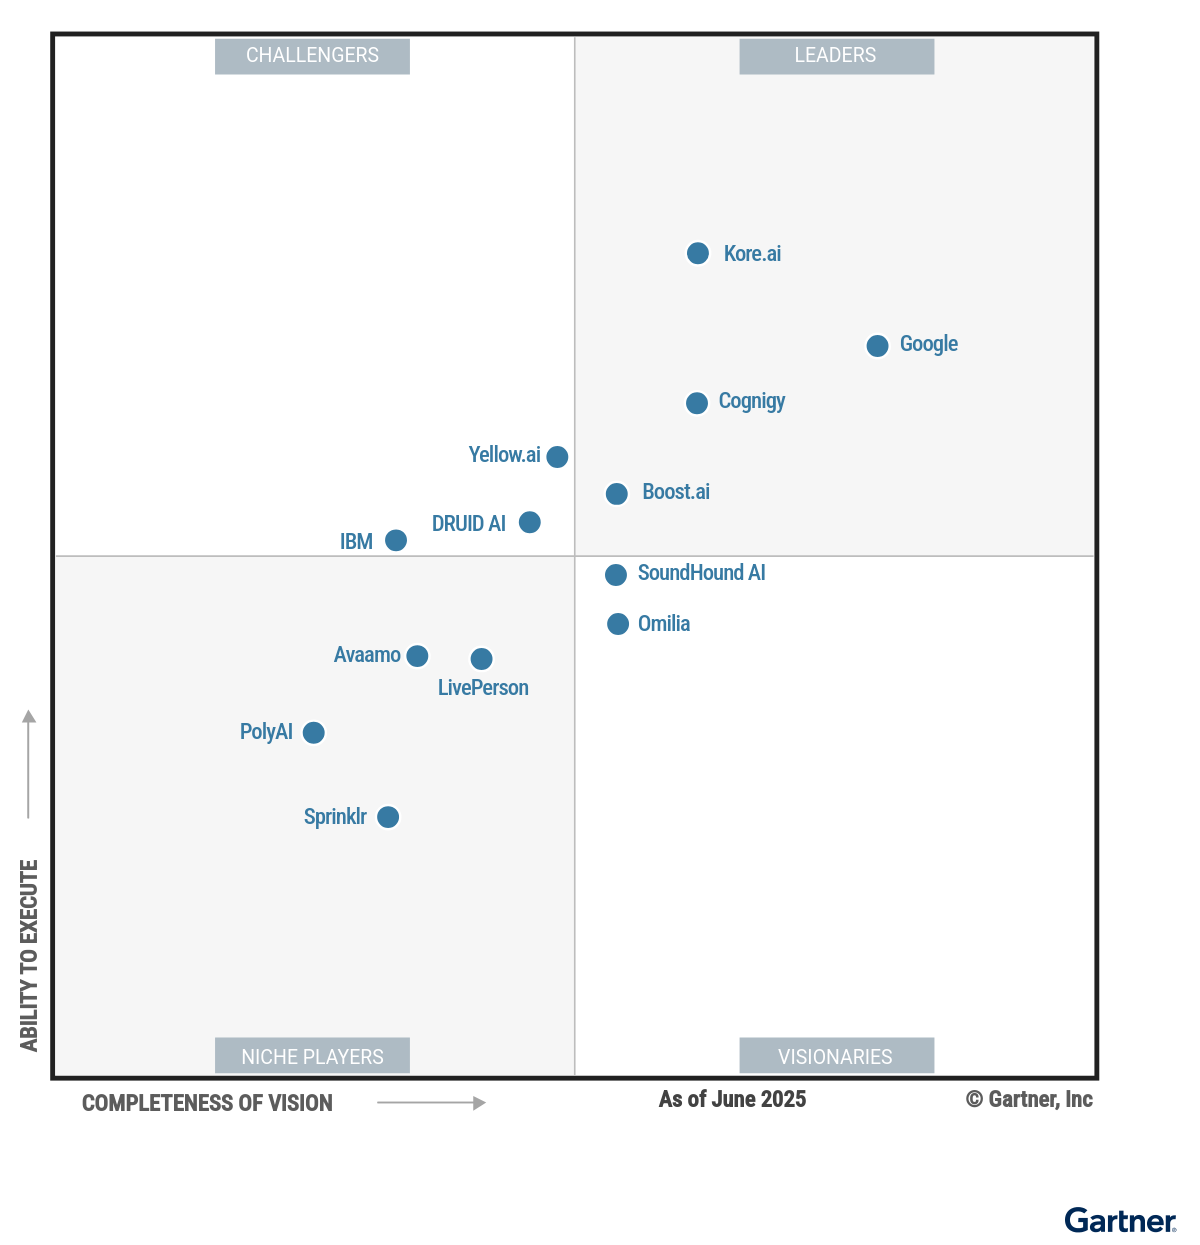 CHALLENGERS
LEADERS
Kore.ai
Google
Cognigy
Yellow.ai
Boost.ai
DRUID AI
IBM
SoundHound AI
Omilia
Avaamo
LivePerson
PolyAI
Sprinklr
ABILITY TO EXECUTE
NICHE PLAYERS
VISIONARIES
COMPLETENESS OF VISION
As of June 2025
© Gartner, Inc
Gartner®